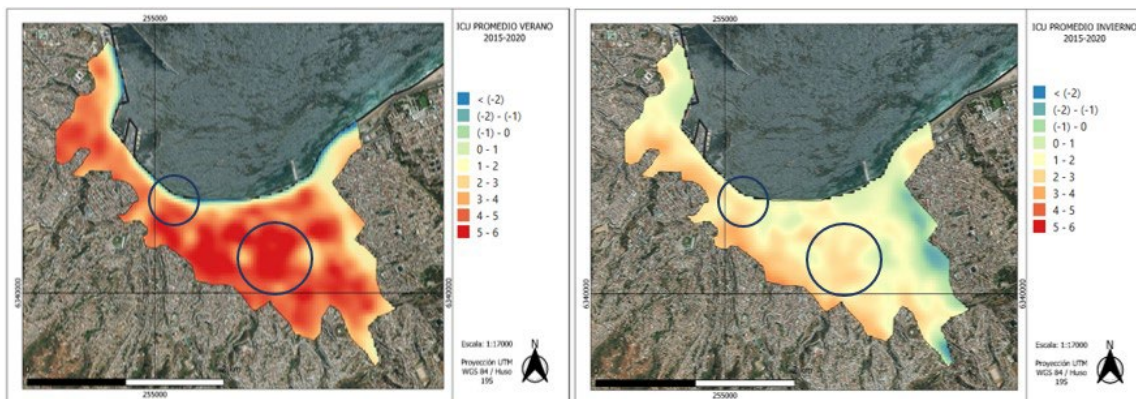 255000
ICU PROMEDIO VERANO
2015-2020
< (-2)
(-2) - (-1)
(-1) - 0
0 - 1
1 - 2
2 - 3
3 - 4
4 - 5
5 - 6
6340000
6340000
Escala: 1:17000
Proyección UTM
WGS 84 / Huso
19S
N
255000
255000
ICU PROMEDIO INVIERNO
2015-2020
< (-2)
(-2) - (-1)
(-1) - 0
0 - 1
1 - 2
2 - 3
3 - 4
4 - 5
5 - 6
6340000
6340000
Escala: 1:17000
Proyección UTM
WGS 84 / Huso
19S
N
255000